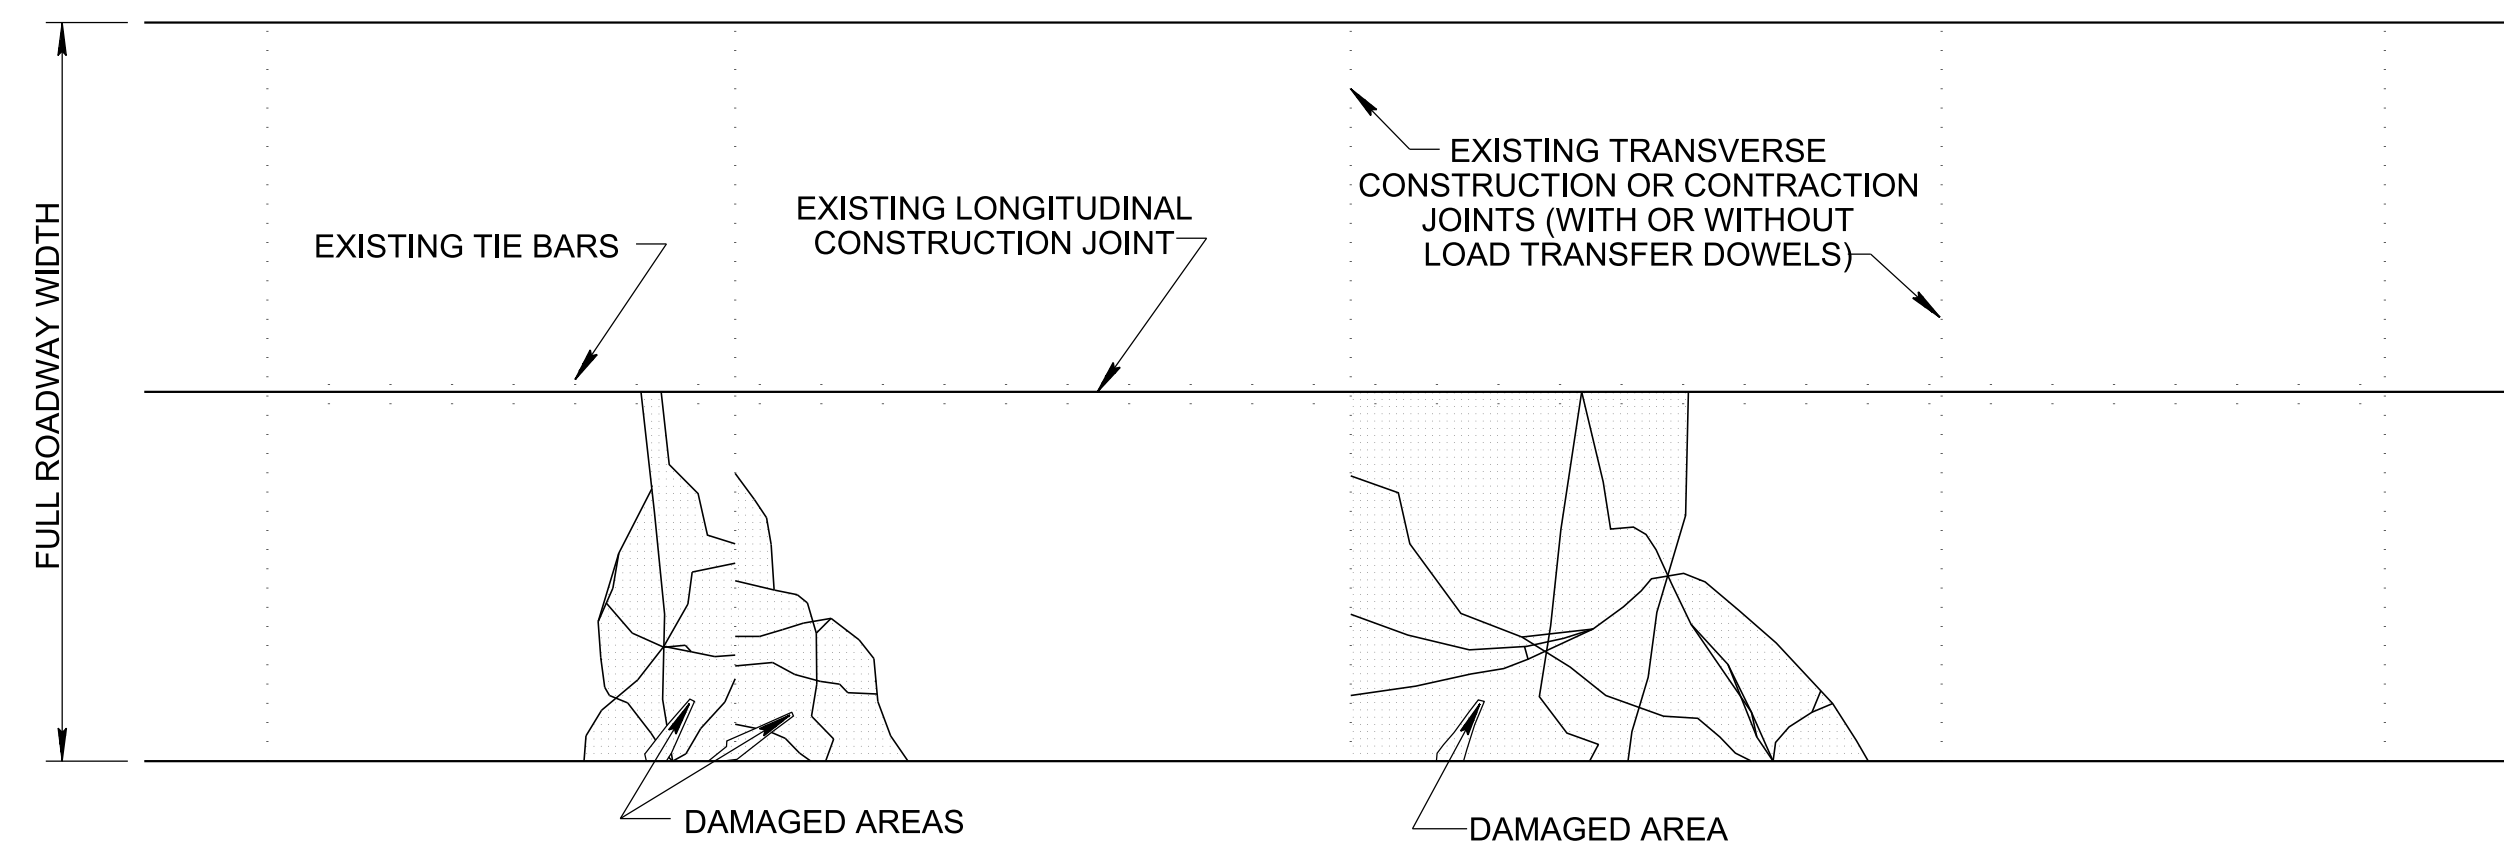 FULL ROADWAY WIDTH
EXISTING TIE BARS
EXISTING LONGITUDINAL
CONSTRUCTION JOINT
EXISTING TRANSVERSE
CONSTRUCTION OR CONTRACTION
JOINTS (WITH OR WITHOUT
LOAD TRANSFER DOWELS)
DAMAGED AREAS
DAMAGED AREA